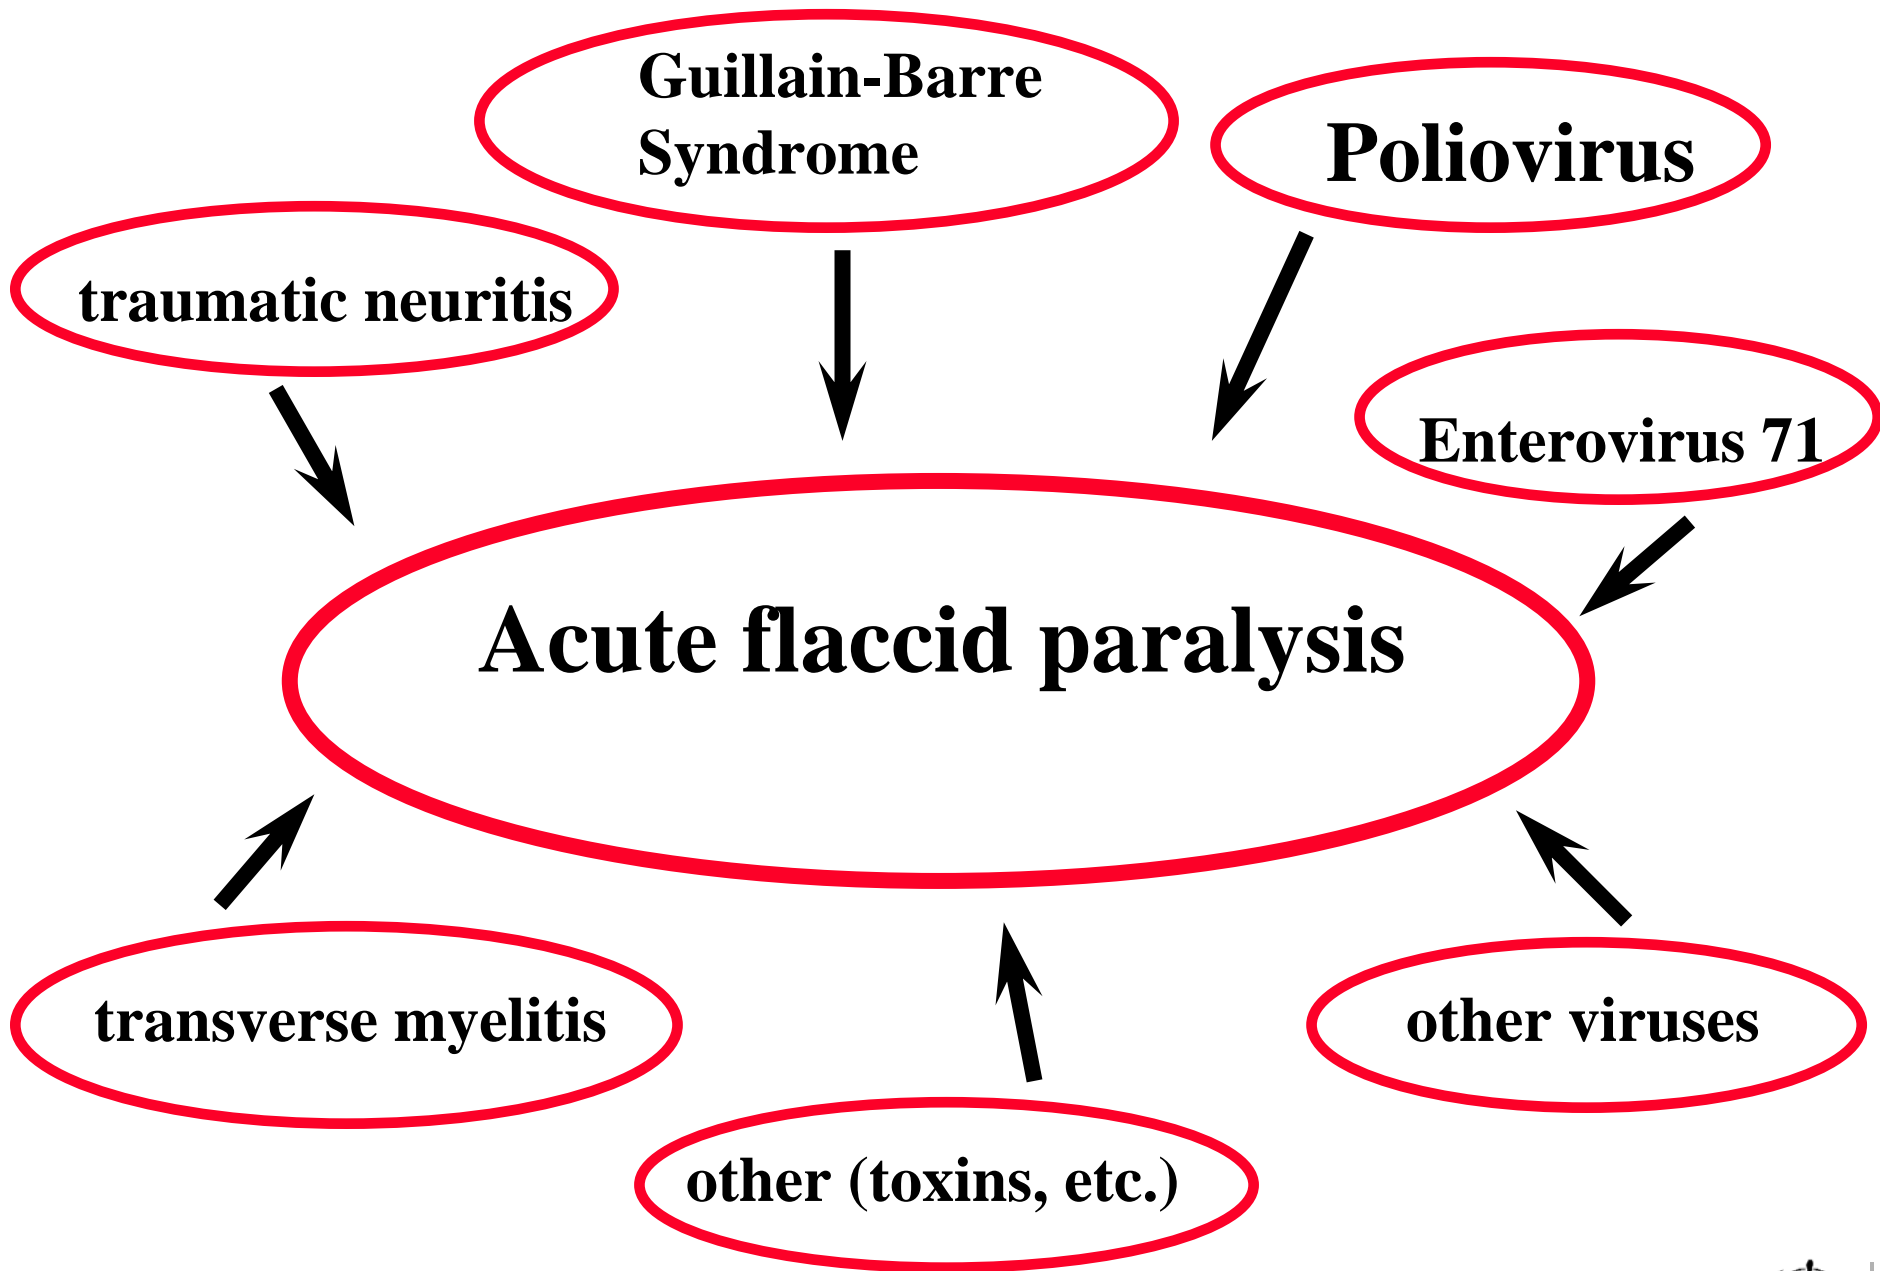 Guillain-Barre
Syndrome
Poliovirus
traumatic neuritis
Enterovirus 71
Acute flaccid paralysis
transverse myelitis
other viruses
other (toxins, etc.)